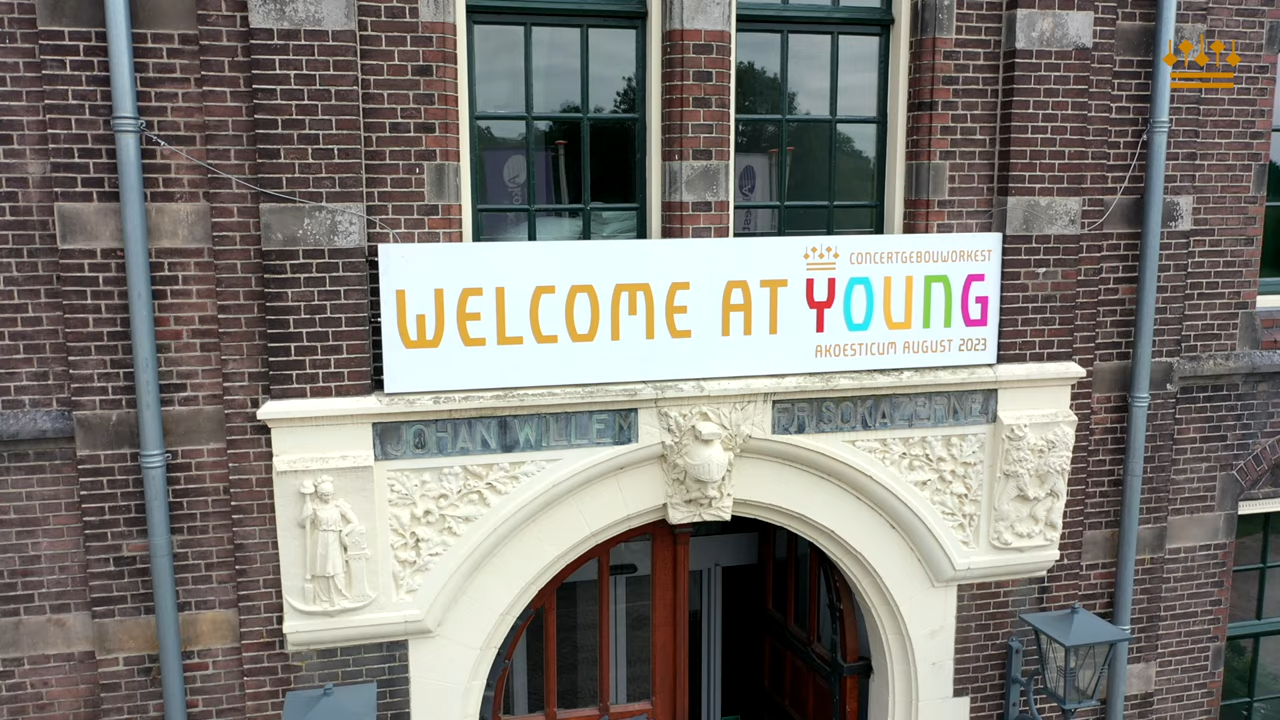 CONCERTGEBOUWORKEST
WELCOME AT YOUNG
AKOESTICUM AUGUST 2023
JOHAN WILLEM
FRISOKAZERNE